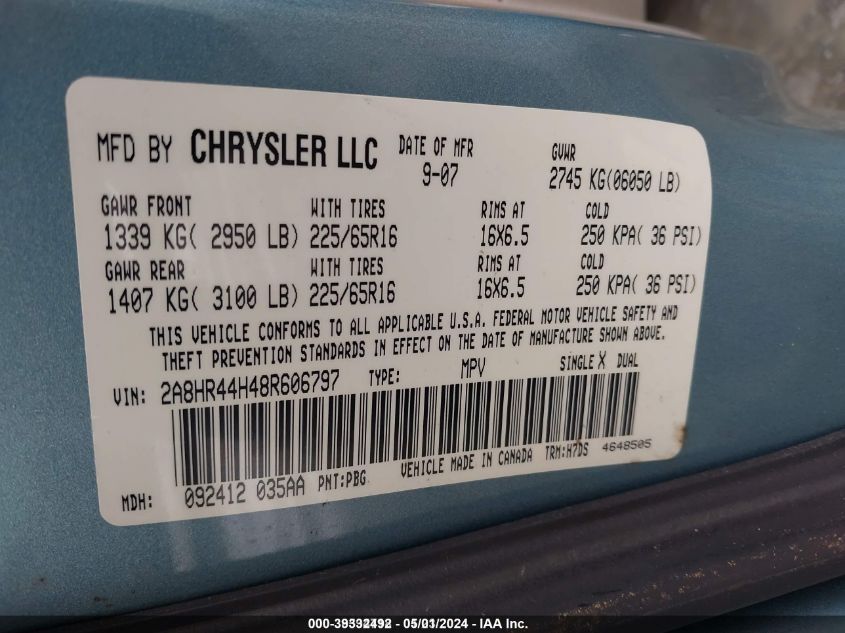 MFD BY CHRYSLER LLC DATE OF MFR GVWR
9-07 2745 KG(06050 LB)
GAWR FRONT WITH TIRES RIMS AT COLD
1339 KG( 2950 LB) 225/65R16 16X6.5 250 KPA( 36 PSI)
GAWR REAR WITH TIRES RIMS AT COLD
1407 KG( 3100 LB) 225/65R16 16X6.5 250 KPA( 36 PSI)
THIS VEHICLE CONFORMS TO ALL APPLICABLE U.S.A. FEDERAL MOTOR VEHICLE SAFETY AND
THEFT PREVENTION STANDARDS IN EFFECT ON THE DATE OF MANUFACTURE SHOWN ABOVE.
VIN: 2A8HR44H48R606797 TYPE: MPV SINGLE X DUAL
MDH: 092412 035AA PNT:PBG VEHICLE MADE IN CANADA TRM:H7DS 4648505
- IAA Inc.